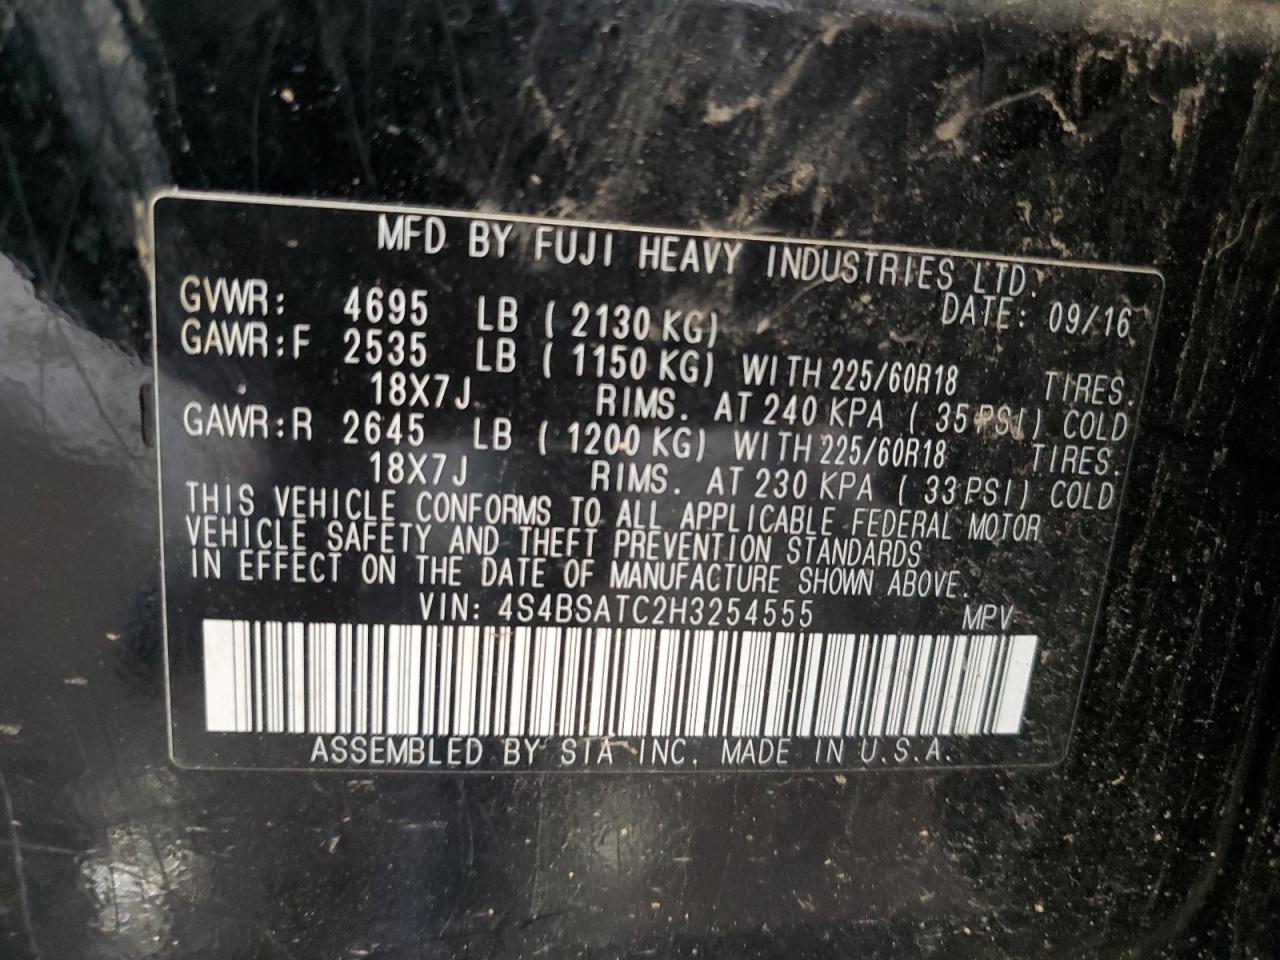 MFD BY FUJI HEAVY INDUSTRIES LTD.
DATE: 09/16
GVWR: 4695 LB ( 2130 KG)
GAWR:F 2535 LB ( 1150 KG) WITH 225/60R18 TIRES.
18X7J RIMS. AT 240 KPA ( 35 PSI) COLD
GAWR:R 2645 LB ( 1200 KG) WITH 225/60R18 TIRES.
18X7J RIMS. AT 230 KPA ( 33 PSI) COLD
THIS VEHICLE CONFORMS TO ALL APPLICABLE FEDERAL MOTOR
VEHICLE SAFETY AND THEFT PREVENTION STANDARDS
IN EFFECT ON THE DATE OF MANUFACTURE SHOWN ABOVE.
VIN: 4S4BSATC2H3254555 MPV
ASSEMBLED BY SIA INC. MADE IN U.S.A.